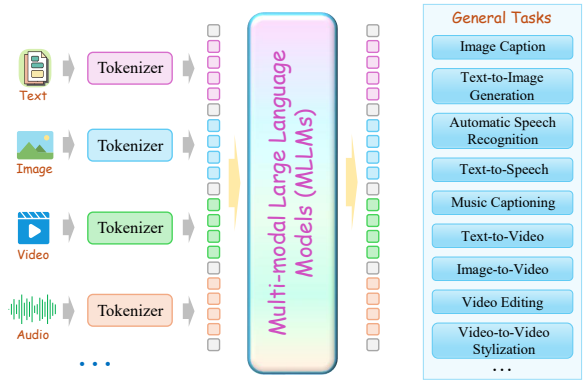 Text
Tokenizer
Image
Tokenizer
Video
Tokenizer
Audio
Tokenizer
...
Multi-modal Large Language
Models (MLLMs)
General Tasks
Image Caption
Text-to-Image
Generation
Automatic Speech
Recognition
Text-to-Speech
Music Captioning
Text-to-Video
Image-to-Video
Video Editing
Video-to-Video
Stylization
...